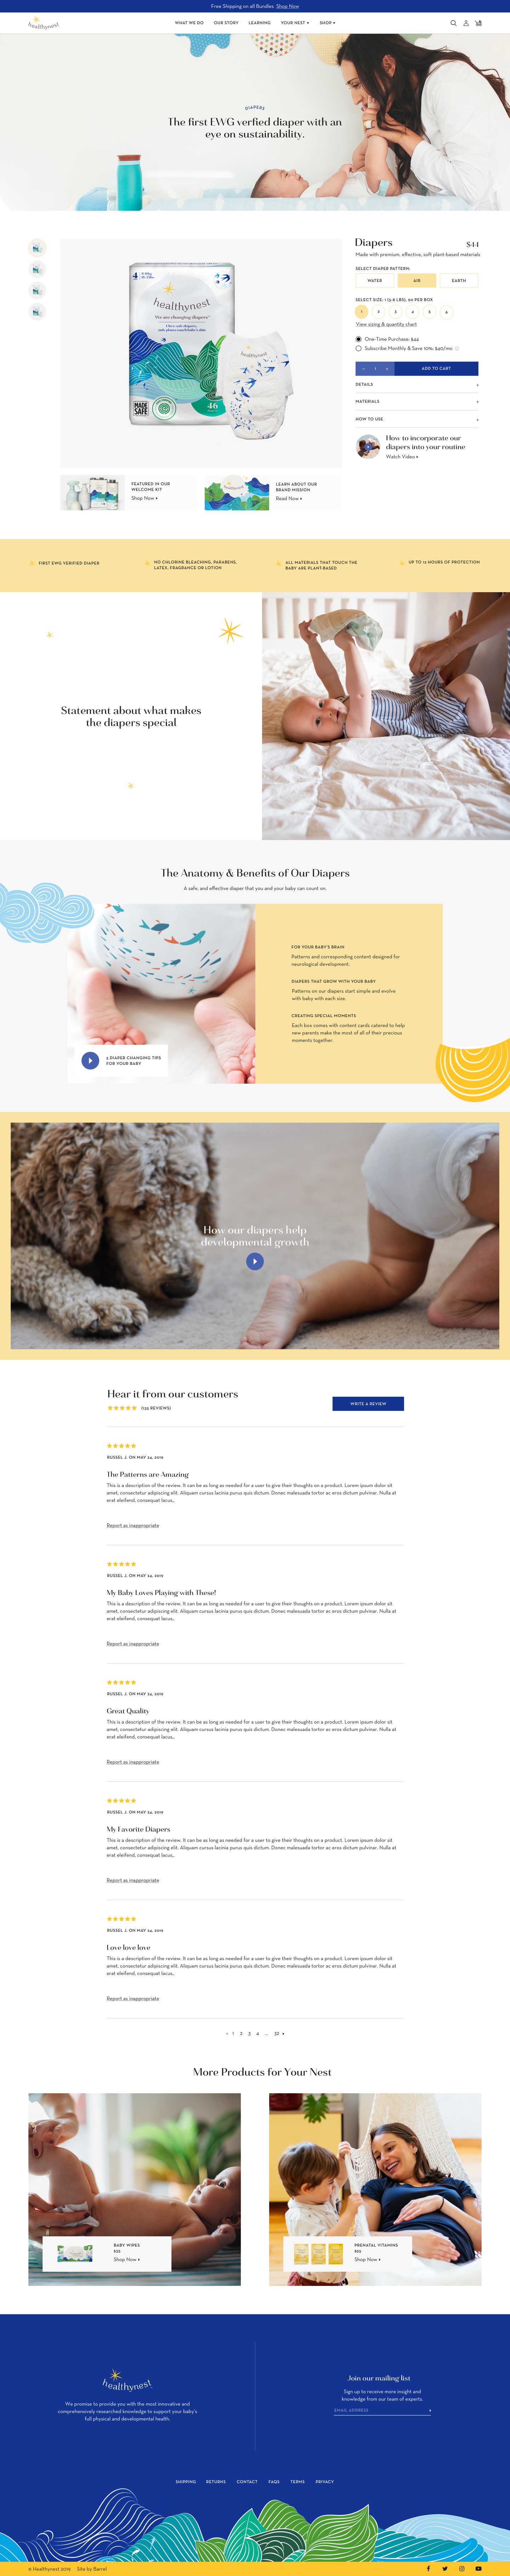 Free Shipping on all Bundles Shop Now
healthynest
WHAT WE DO
OUR STORY
LEARNING
YOUR NEST
SHOP
DIAPERS
The first EWG verfied diaper with an
eye on sustainability.
Diapers
$44
Made with premium, effective, soft plant-based materials
SELECT DIAPER PATTERN:
WATER
AIR
EARTH
1 2 3 4 5
View sizing & quantity chart
One-Time Purchase: $44
Subscribe Monthly & Save 10%: $40/mo
- 1 +
ADD TO CART
DETAILS
MATERIALS
HOW TO USE
How to incorporate our
diapers into your routine
Watch Video
4
healthynest
We are changing diapers
MADE
SAFE
46
FEATURED IN OUR
WELCOME KIT
Shop Now
LEARN ABOUT OUR
BRAND MISSION
Read Now
FIRST EWG VERIFIED DIAPER
NO CHLORINE BLEACHING, PARABENS,
LATEX, FRAGRANCE OR LOTION
ALL MATERIALS THAT TOUCH THE
BABY ARE PLANT-BASED
UP TO 12 HOURS OF PROTECTION
Statement about what makes
the diapers special
The Anatomy & Benefits of Our Diapers
A safe, and effective diaper that you and your baby can count on.
FOR YOUR BABY'S BRAIN
Patterns and corresponding content designed for
neurological development.
DIAPERS THAT GROW WITH YOUR BABY
Patterns on our diapers start simple and evolve
with baby with each size.
CREATING SPECIAL MOMENTS
Each box comes with content cards catered to help
new parents make the most of all of their precious
moments together.
DIAPER CHANGING TIPS
FOR YOUR BABY
How our diapers help
developmental growth
Hear it from our customers
(125 REVIEWS)
WRITE A REVIEW
RUSSEL J. ON MAY 24, 2019
The Patterns are Amazing
This is a description of the review. It can be as long as needed for a user to give their thoughts on a product. Lorem ipsum dolor sit
amet, consectetur adipiscing elit. Aliquam cursus lacinia purus quis dictum. Donec malesuada tortor ac eros dictum pulvinar. Nulla at
erat eleifend, consequat lacus,.
Report as inappropriate
RUSSEL J. ON MAY 24, 2019
My Baby Loves Playing with These!
This is a description of the review. It can be as long as needed for a user to give their thoughts on a product. Lorem ipsum dolor sit
amet, consectetur adipiscing elit. Aliquam cursus lacinia purus quis dictum. Donec malesuada tortor ac eros dictum pulvinar. Nulla at
erat eleifend, consequat lacus,.
Report as inappropriate
RUSSEL J. ON MAY 24, 2019
Great Quality
This is a description of the review. It can be as long as needed for a user to give their thoughts on a product. Lorem ipsum dolor sit
amet, consectetur adipiscing elit. Aliquam cursus lacinia purus quis dictum. Donec malesuada tortor ac eros dictum pulvinar. Nulla at
erat eleifend, consequat lacus,.
Report as inappropriate
RUSSEL J. ON MAY 24, 2019
My Favorite Diapers
This is a description of the review. It can be as long as needed for a user to give their thoughts on a product. Lorem ipsum dolor sit
amet, consectetur adipiscing elit. Aliquam cursus lacinia purus quis dictum. Donec malesuada tortor ac eros dictum pulvinar. Nulla at
erat eleifend, consequat lacus,.
Report as inappropriate
RUSSEL J. ON MAY 24, 2019
Love love love
This is a description of the review. It can be as long as needed for a user to give their thoughts on a product. Lorem ipsum dolor sit
amet, consectetur adipiscing elit. Aliquam cursus lacinia purus quis dictum. Donec malesuada tortor ac eros dictum pulvinar. Nulla at
erat eleifend, consequat lacus,.
Report as inappropriate
1 2 3 4 ... 32
More Products for Your Nest
BABY WIPES
Shop Now
PRENATAL VITAMINS
Shop Now
healthynest
We promise to provide you with the most innovative and
comprehensively researched knowledge to support your baby's
full physical and developmental health.
Join our mailing list
Sign up to receive more insight and
knowledge from our team of experts.
EMAIL ADDRESS
SHIPPING
RETURNS
CONTACT
FAQS
TERMS
PRIVACY
© Healthynest 2019
Site by Barrel